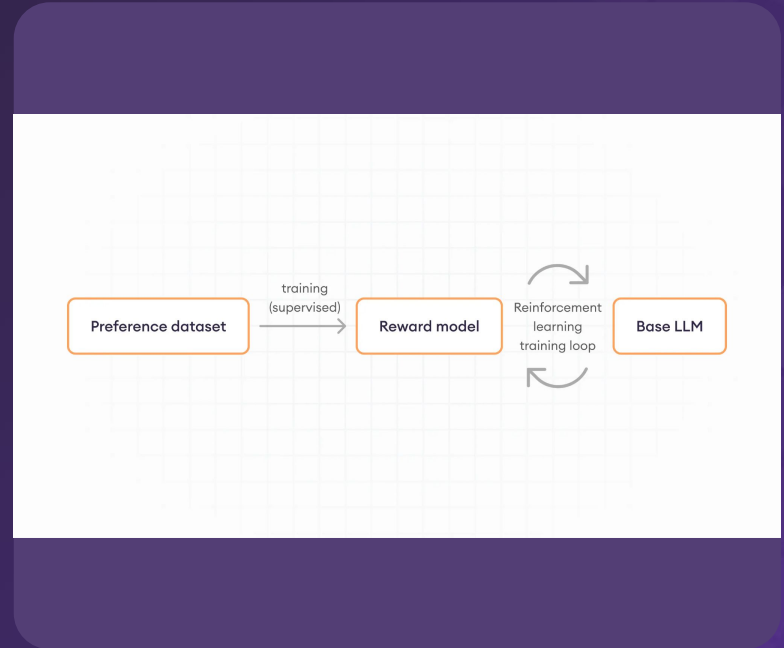 Preference dataset
training
(supervised)
Reward model
Reinforcement
learning
training loop
Base LLM